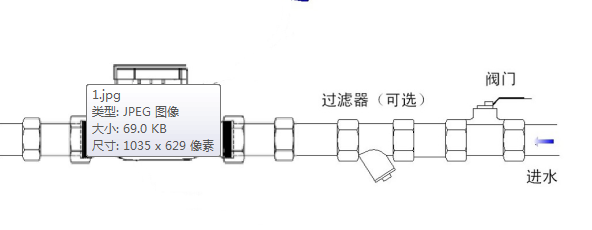 阀门
1.jpg
类型: JPEG 图像
过滤器（可选）
大小: 69.0 KB
尺寸: 1035 x 629 像素
进水